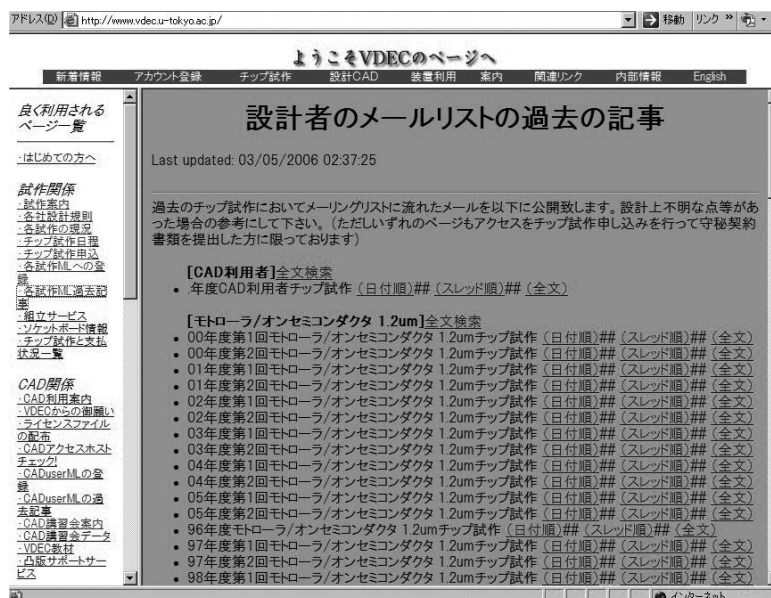 アドレス(D) http://www.vdec.u-tokyo.ac.jp/ 移動 リンク »
ようこそVDECのページへ
新着情報 アカウント登録 チップ試作 設計CAD 装置利用 案内 関連リンク 内部情報 English
良く利用される
ページ一覧
・はじめての方へ
試作関係
・試作案内
・各社設計規則
・各試作の現況
・チップ試作日程
・チップ試作申込
・各試作MLへの登
録
・各試作ML過去記
事
・組立サービス
・ソケットボード情報
・チップ試作と支払
状況一覧
CAD関係
・CAD利用案内
・VDECからの御願い
・ライセンスファイル
の配布
・CADアクセスホスト
チェック!
・CADuserMLの登
録
・CADuserMLの過
去記事
・CAD講習会案内
・CAD講習会データ
・VDEC教材
・凸版サポートサー
ビス
設計者のメールリストの過去の記事
Last updated: 03/05/2006 02:37:25
過去のチップ試作においてメーリングリストに流れたメールを以下に公開致します。設計上不明な点等があ
った場合の参考にして下さい。（ただしいずれのページもアクセスをチップ試作申し込みを行って守秘契約
書類を提出した方に限っております）
[CAD利用者]全文検索
• .年度CAD利用者チップ試作 (日付順)## (スレッド順)## (全文)
[モトローラ/オンセミコンダクタ 1.2um]全文検索
• 00年度第1回モトローラ/オンセミコンダクタ 1.2umチップ試作 (日付順)## (スレッド順)## (全文)
• 00年度第2回モトローラ/オンセミコンダクタ 1.2umチップ試作 (日付順)## (スレッド順)## (全文)
• 01年度第1回モトローラ/オンセミコンダクタ 1.2umチップ試作 (日付順)## (スレッド順)## (全文)
• 01年度第2回モトローラ/オンセミコンダクタ 1.2umチップ試作 (日付順)## (スレッド順)## (全文)
• 02年度第1回モトローラ/オンセミコンダクタ 1.2umチップ試作 (日付順)## (スレッド順)## (全文)
• 02年度第2回モトローラ/オンセミコンダクタ 1.2umチップ試作 (日付順)## (スレッド順)## (全文)
• 03年度第1回モトローラ/オンセミコンダクタ 1.2umチップ試作 (日付順)## (スレッド順)## (全文)
• 03年度第2回モトローラ/オンセミコンダクタ 1.2umチップ試作 (日付順)## (スレッド順)## (全文)
• 04年度第1回モトローラ/オンセミコンダクタ 1.2umチップ試作 (日付順)## (スレッド順)## (全文)
• 04年度第2回モトローラ/オンセミコンダクタ 1.2umチップ試作 (日付順)## (スレッド順)## (全文)
• 05年度第1回モトローラ/オンセミコンダクタ 1.2umチップ試作 (日付順)## (スレッド順)## (全文)
• 05年度第2回モトローラ/オンセミコンダクタ 1.2umチップ試作 (日付順)## (スレッド順)## (全文)
• 96年度モトローラ/オンセミコンダクタ 1.2umチップ試作 (日付順)## (スレッド順)## (全文)
• 97年度第1回モトローラ/オンセミコンダクタ 1.2umチップ試作 (日付順)## (スレッド順)## (全文)
• 97年度第2回モトローラ/オンセミコンダクタ 1.2umチップ試作 (日付順)## (スレッド順)## (全文)
• 98年度第1回モトローラ/オンセミコンダクタ 1.2umチップ試作 (日付順)## (スレッド順)## (全文)
インターネット